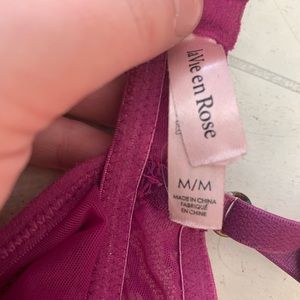 la Vie en Rose
M/M
MADE IN CHINA
FABRIQUÉ
EN CHINE